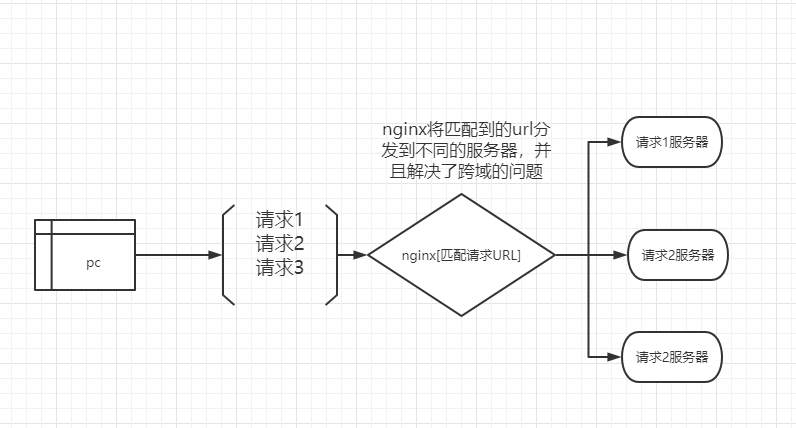 nginx将匹配到的url分
发到不同的服务器，并
且解决了跨域的问题
pc
请求1
请求2
请求3
nginx[匹配请求URL]
请求1服务器
请求2服务器
请求2服务器